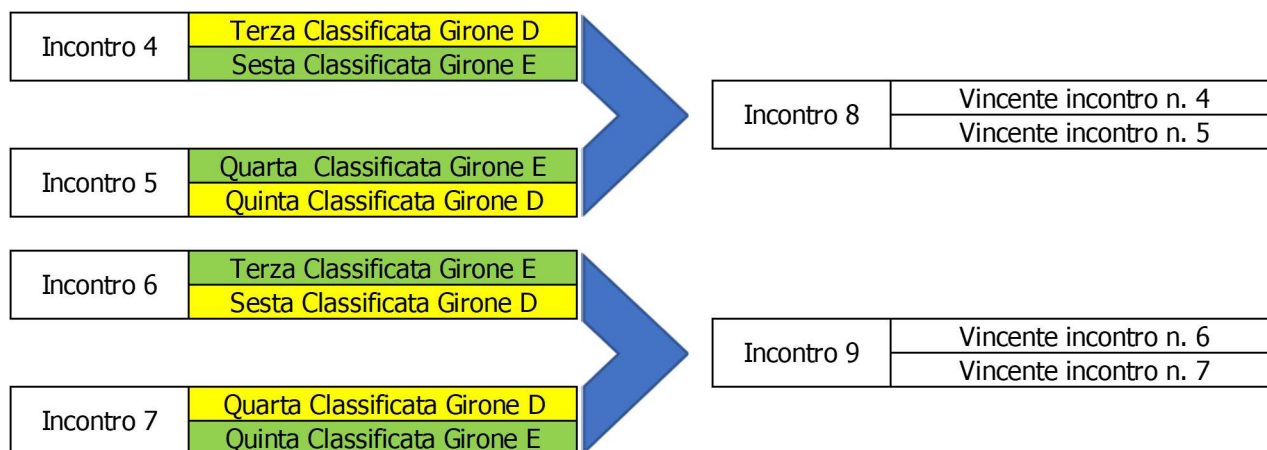 Incontro 4
Terza Classificata Girone D
Sesta Classificata Girone E
Incontro 5
Quarta  Classificata Girone E
Quinta Classificata Girone D
Incontro 8
Vincente incontro n. 4
Vincente incontro n. 5
Incontro 6
Terza Classificata Girone E
Sesta Classificata Girone D
Incontro 7
Quarta Classificata Girone D
Quinta Classificata Girone E
Incontro 9
Vincente incontro n. 6
Vincente incontro n. 7